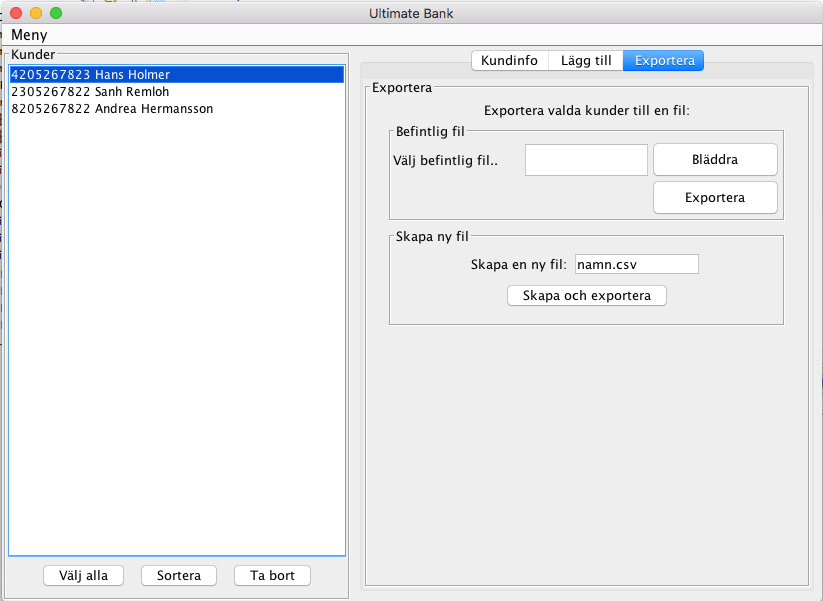 Ultimate Bank
Meny
Kunder
4205267823 Hans Holmer
2305267822 Sanh Remloh
8205267822 Andrea Hermansson
Välj alla
Sortera
Ta bort
Kundinfo
Lägg till
Exportera
Exportera
Exportera valda kunder till en fil:
Befintlig fil
Välj befintlig fil..
Bläddra
Exportera
Skapa ny fil
Skapa en ny fil: namn.csv
Skapa och exportera